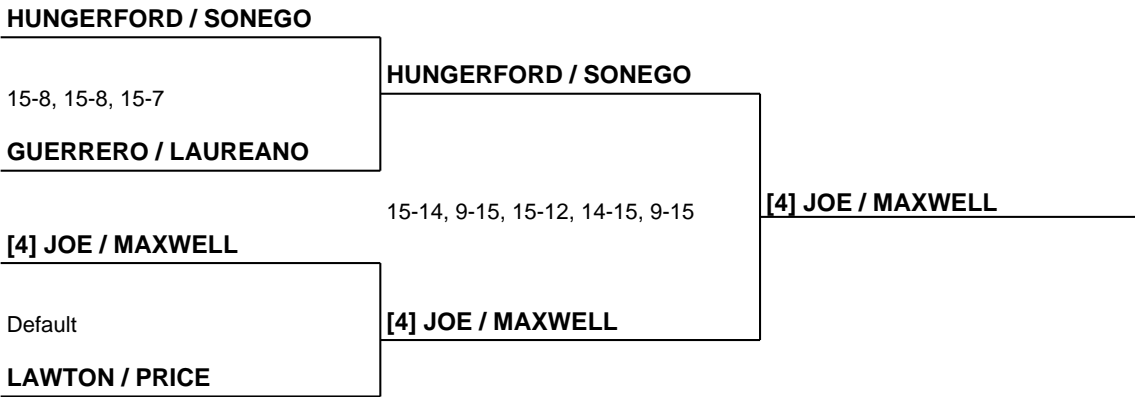 HUNGERFORD / SONEGO
15-8, 15-8, 15-7
GUERRERO / LAUREANO
[4] JOE / MAXWELL
Default
LAWTON / PRICE
HUNGERFORD / SONEGO
15-14, 9-15, 15-12, 14-15, 9-15
[4] JOE / MAXWELL
[4] JOE / MAXWELL